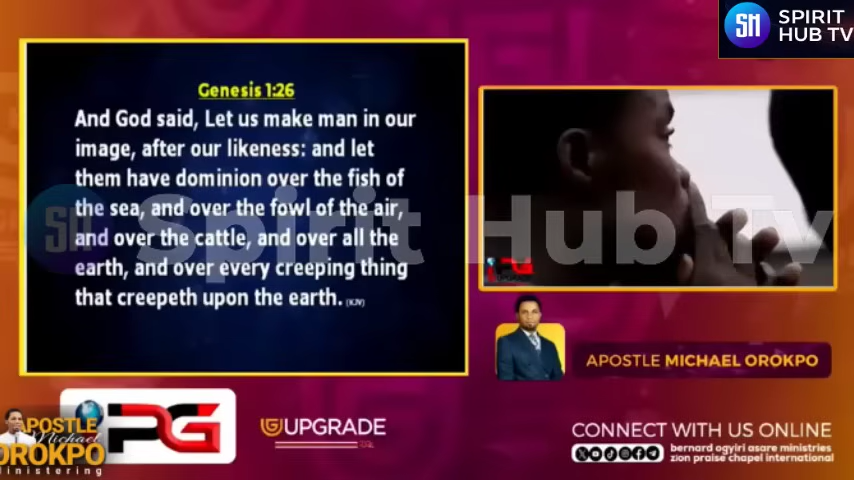 SH
SPIRIT
HUB TV
Genesis 1:26
And God said, Let us make man in our
image, after our likeness: and let
them have dominion over the fish of
the sea, and over the fowl of the air,
and over the cattle, and over all the
earth, and over every creeping thing
that creepeth upon the earth. (KJV)
SH Spirit Hub Tv
PG
APOSTLE MICHAEL OROKPO
APOSTLE
Michael
OROKPO
Ministering
PG
UPGRADE
CONNECT WITH US ONLINE
bernard ogyiri asare ministries
zion praise chapel international